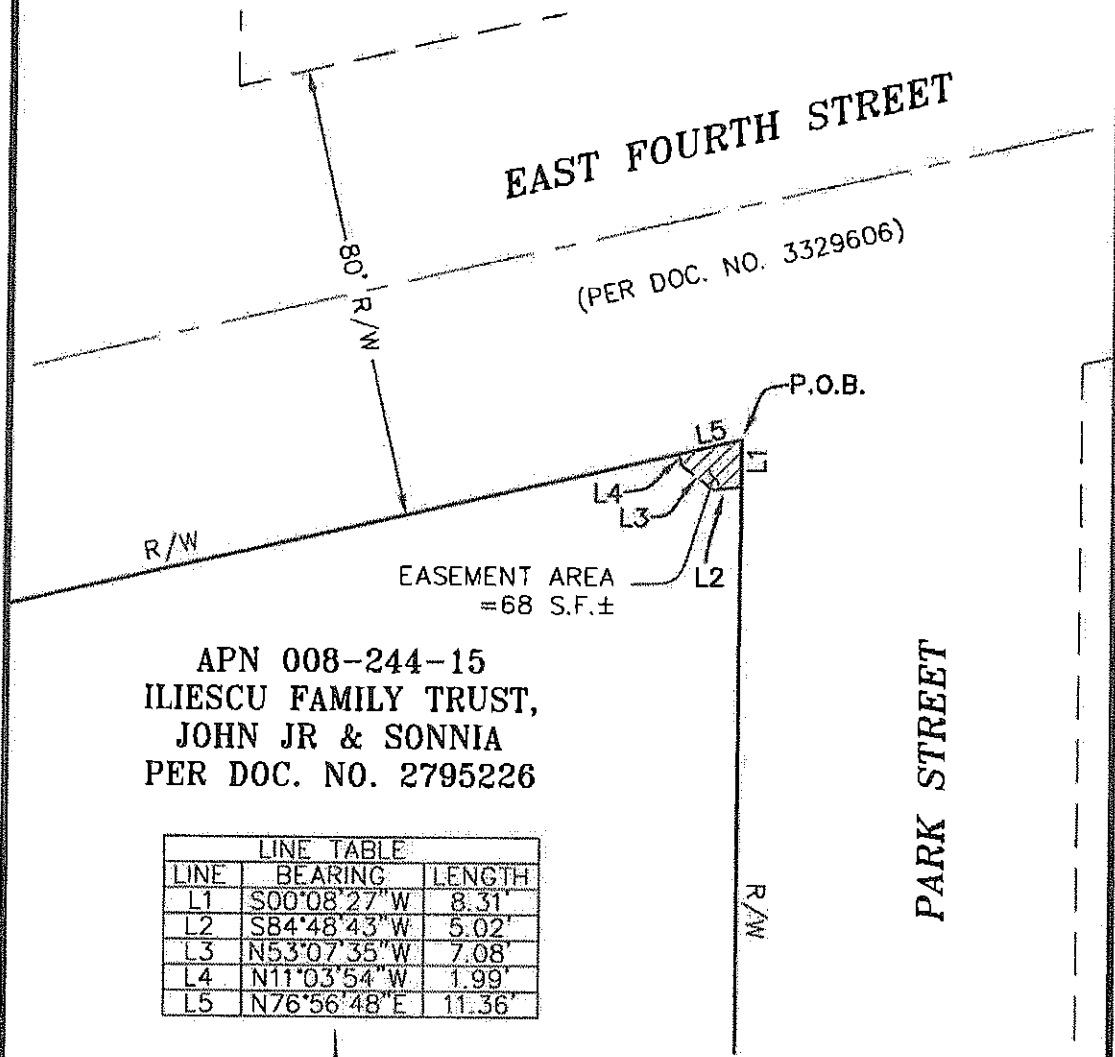 EAST FOURTH STREET
(PER DOC. NO. 3329606)
80' R/W
P.O.B.
L5
L1
L4
L3
L2
R/W
EASEMENT AREA
=68 S.F.±
APN 008-244-15
ILIESCU FAMILY TRUST,
JOHN JR & SONNIA
PER DOC. NO. 2795226
PARK STREET
R/W
LINE TABLE
LINE BEARING LENGTH
L1 S00°08'27"W 8.31'
L2 S84°48'43"W 5.02'
L3 N53°07'35"W 7.08'
L4 N11°03'54"W 1.99'
L5 N76°56'48"E 11.36'